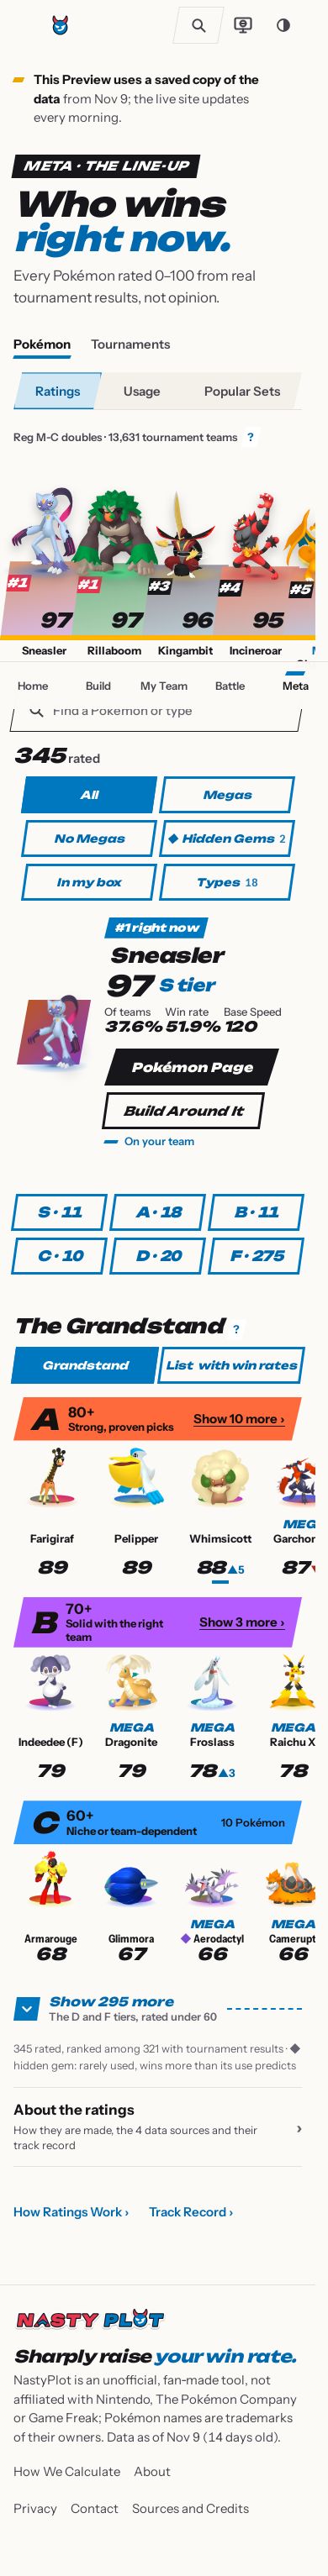 This Preview uses a saved copy of the
data from Nov 9; the live site updates
every morning.
META · THE LINE-UP
Who wins
right now.
Every Pokémon rated 0–100 from real
tournament results, not opinion.
Pokémon Tournaments
Ratings Usage Popular Sets
Reg M-C doubles · 13,631 tournament teams ?
#1 #1 #3 #4 #5
97 97 96 95
Sneasler Rillaboom Kingambit Incineroar
Home Build My Team Battle Meta
Find a Pokémon or type
345 rated
All Megas
No Megas ◆ Hidden Gems 2
In my box Types 18
#1 right now
Sneasler
97 S tier
Of teams Win rate Base Speed
37.6% 51.9% 120
Pokémon Page
Build Around It
On your team
S · 11 A · 18 B · 11
C · 10 D · 20 F · 275
The Grandstand ?
Grandstand List with win rates
A 80+
Strong, proven picks Show 10 more ›
MEGA
Farigiraf Pelipper Whimsicott Garchom
89 89 88 ▲5 87
B 70+
Solid with the right
team Show 3 more ›
MEGA MEGA MEGA
Indeedee (F) Dragonite Froslass Raichu X
79 79 78 ▲3 78
C 60+
Niche or team-dependent 10 Pokémon
MEGA MEGA
Armarouge Glimmora ◆ Aerodactyl Camerupt
68 67 66 66
Show 295 more
The D and F tiers, rated under 60
345 rated, ranked among 321 with tournament results · ◆
hidden gem: rarely used, wins more than its use predicts
About the ratings
How they are made, the 4 data sources and their
track record ›
How Ratings Work › Track Record ›
NASTY PLOT
Sharply raise your win rate.
NastyPlot is an unofficial, fan-made tool, not
affiliated with Nintendo, The Pokémon Company
or Game Freak; Pokémon names are trademarks
of their owners. Data as of Nov 9 (14 days old).
How We Calculate About
Privacy Contact Sources and Credits